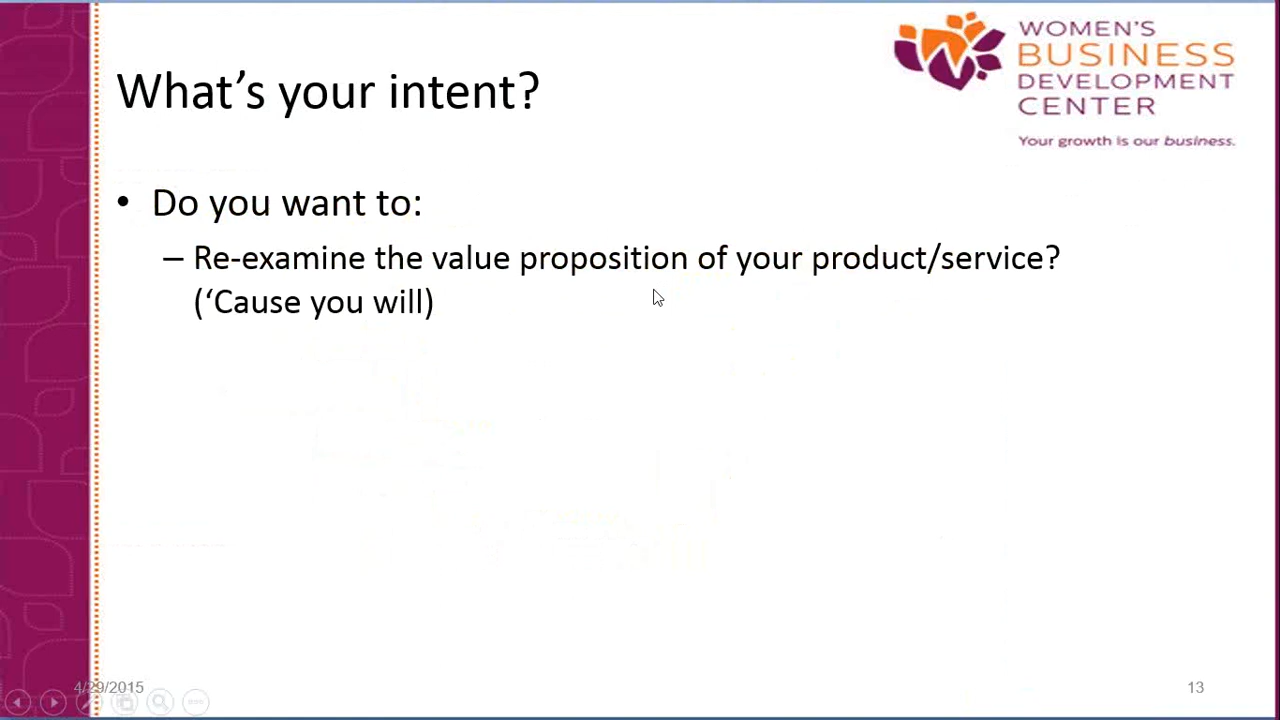 What’s your intent?
WOMEN'S
BUSINESS
DEVELOPMENT
CENTER
Your growth is our business.
• Do you want to:
– Re-examine the value proposition of your product/service?
(‘Cause you will)
4/29/2015
13